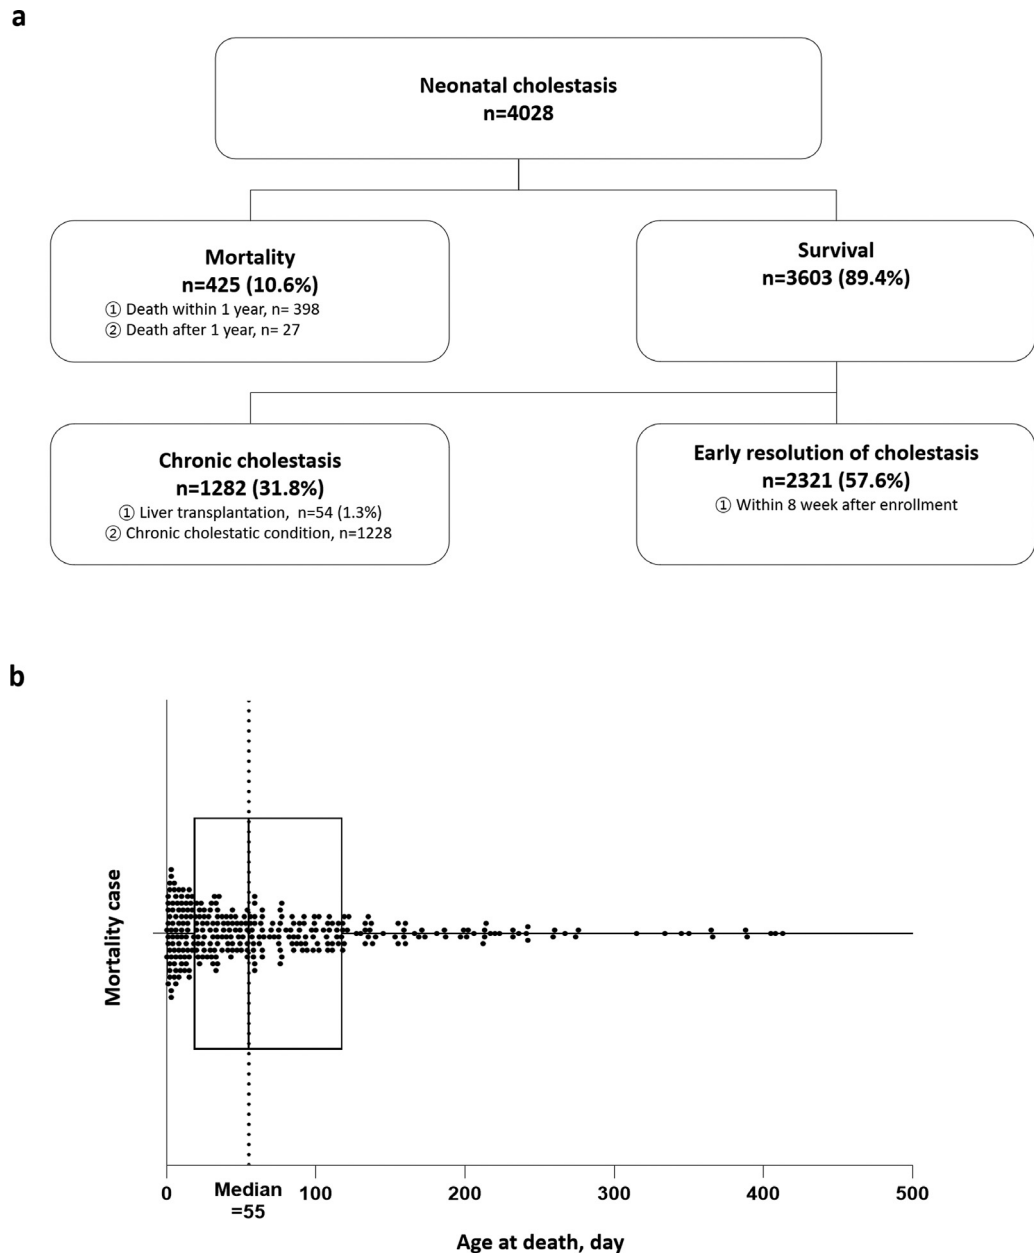 a
Neonatal cholestasis
n=4028
Mortality
n=425 (10.6%)
① Death within 1 year, n= 398
② Death after 1 year, n= 27
Survival
n=3603 (89.4%)
Chronic cholestasis
n=1282 (31.8%)
① Liver transplantation, n=54 (1.3%)
② Chronic cholestatic condition, n=1228
Early resolution of cholestasis
n=2321 (57.6%)
① Within 8 week after enrollment
b
Mortality case
0 100 200 300 400 500
Median
=55
Age at death, day